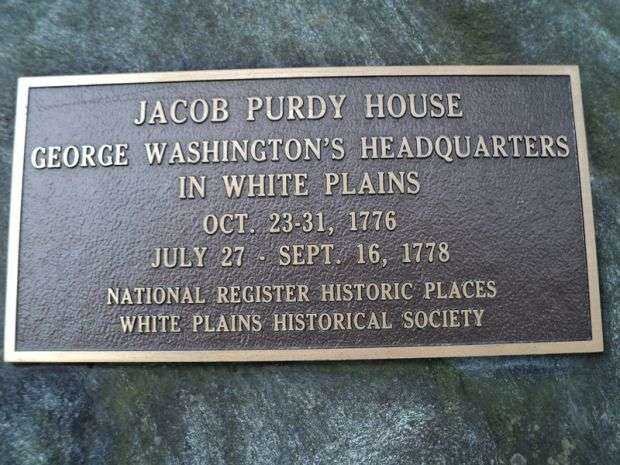 JACOB PURDY HOUSE
GEORGE WASHINGTON'S HEADQUARTERS
IN WHITE PLAINS
OCT. 23-31, 1776
JULY 27 - SEPT. 16, 1778
NATIONAL REGISTER HISTORIC PLACES
WHITE PLAINS HISTORICAL SOCIETY